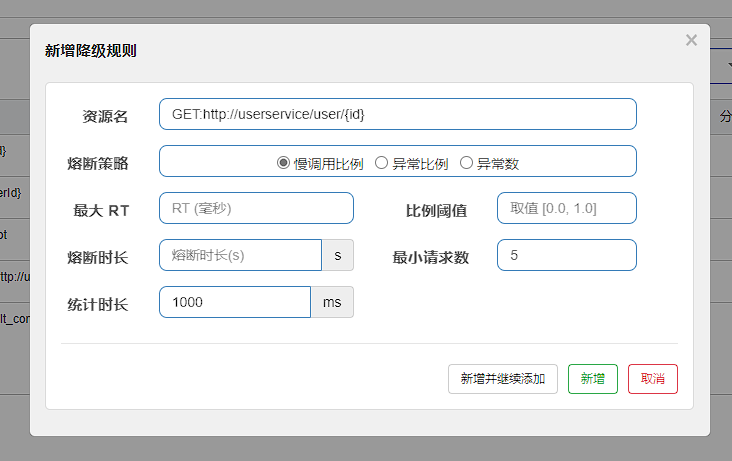 新增降级规则
×
资源名 GET:http://userservice/user/{id}
熔断策略 慢调用比例 异常比例 异常数
最大 RT RT (毫秒) 比例阈值 取值 [0.0, 1.0]
熔断时长 熔断时长(s) s 最小请求数 5
统计时长 1000 ms
新增并继续添加 新增 取消
分
d}
erId}
ot
ttp://u
lt_con